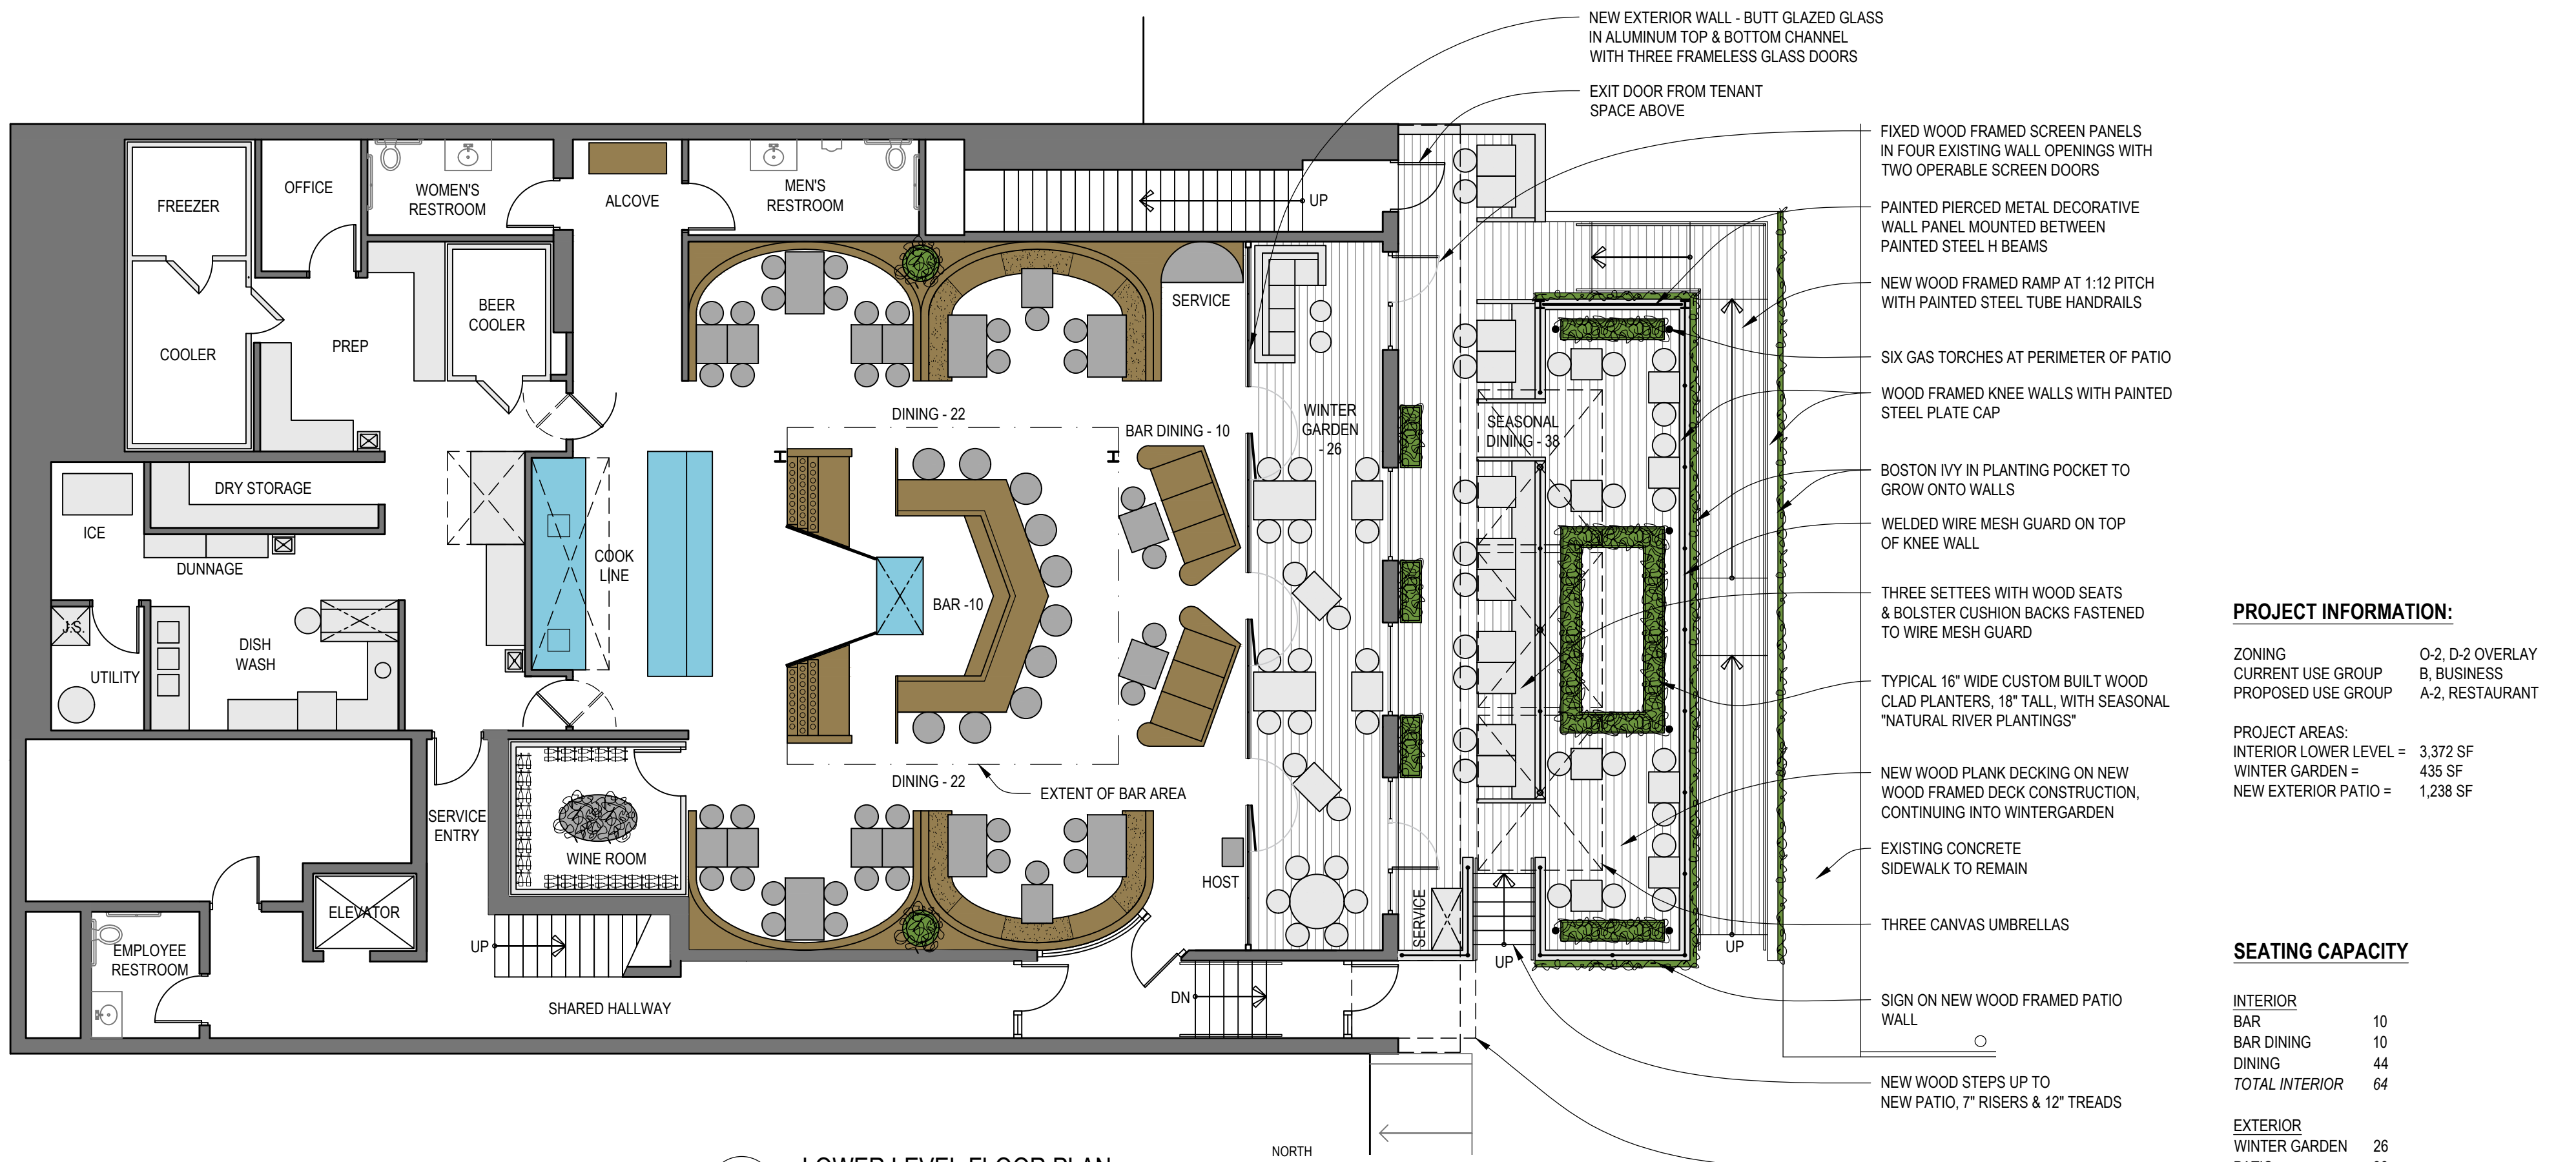 NEW EXTERIOR WALL - BUTT GLAZED GLASS
IN ALUMINUM TOP & BOTTOM CHANNEL
WITH THREE FRAMELESS GLASS DOORS
EXIT DOOR FROM TENANT
SPACE ABOVE
FIXED WOOD FRAMED SCREEN PANELS
IN FOUR EXISTING WALL OPENINGS WITH
TWO OPERABLE SCREEN DOORS
PAINTED PIERCED METAL DECORATIVE
WALL PANEL MOUNTED BETWEEN
PAINTED STEEL H BEAMS
NEW WOOD FRAMED RAMP AT 1:12 PITCH
WITH PAINTED STEEL TUBE HANDRAILS
SIX GAS TORCHES AT PERIMETER OF PATIO
WOOD FRAMED KNEE WALLS WITH PAINTED
STEEL PLATE CAP
BOSTON IVY IN PLANTING POCKET TO
GROW ONTO WALLS
WELDED WIRE MESH GUARD ON TOP
OF KNEE WALL
THREE SETTEES WITH WOOD SEATS
& BOLSTER CUSHION BACKS FASTENED
TO WIRE MESH GUARD
TYPICAL 16" WIDE CUSTOM BUILT WOOD
CLAD PLANTERS, 18" TALL, WITH SEASONAL
"NATURAL RIVER PLANTINGS"
NEW WOOD PLANK DECKING ON NEW
WOOD FRAMED DECK CONSTRUCTION,
CONTINUING INTO WINTERGARDEN
EXISTING CONCRETE
SIDEWALK TO REMAIN
THREE CANVAS UMBRELLAS
SIGN ON NEW WOOD FRAMED PATIO
WALL
NEW WOOD STEPS UP TO
NEW PATIO, 7" RISERS & 12" TREADS
FREEZER
OFFICE
WOMEN'S
RESTROOM
ALCOVE
MEN'S
RESTROOM
UP
COOLER
PREP
BEER
COOLER
SERVICE
DINING - 22
BAR DINING - 10
WINTER
GARDEN
- 26
SEASONAL
DINING - 38
DRY STORAGE
ICE
DUNNAGE
COOK
LINE
BAR -10
J.S.
UTILITY
DISH
WASH
DINING - 22
EXTENT OF BAR AREA
SERVICE
ENTRY
WINE ROOM
HOST
SERVICE
ELEVATOR
EMPLOYEE
RESTROOM
UP
UP
UP
DN
SHARED HALLWAY
LOWER LEVEL FLOOR PLAN
NORTH
PROJECT INFORMATION:
ZONING O-2, D-2 OVERLAY
CURRENT USE GROUP B, BUSINESS
PROPOSED USE GROUP A-2, RESTAURANT
PROJECT AREAS:
INTERIOR LOWER LEVEL = 3,372 SF
WINTER GARDEN = 435 SF
NEW EXTERIOR PATIO = 1,238 SF
SEATING CAPACITY
INTERIOR
BAR 10
BAR DINING 10
DINING 44
TOTAL INTERIOR 64
EXTERIOR
WINTER GARDEN 26